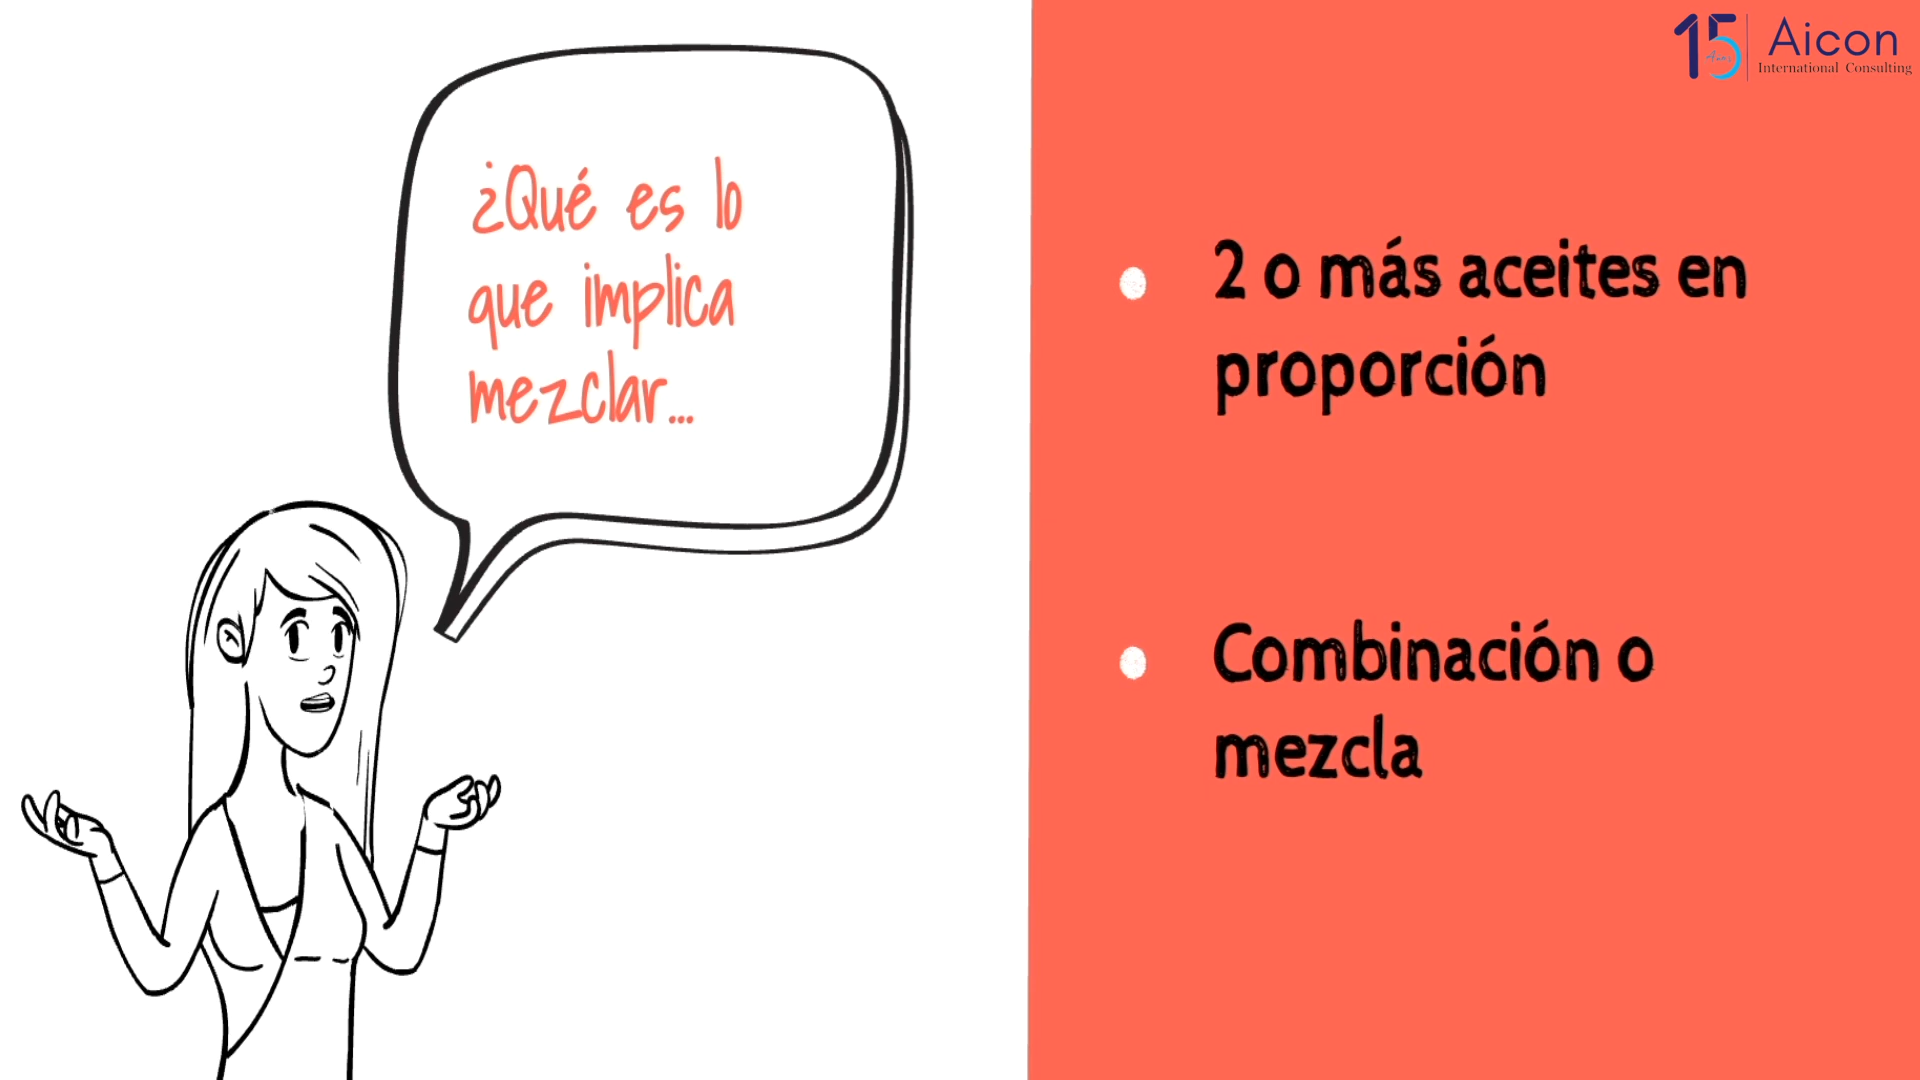 ¿Qué es lo
que implica
mezclar...
15
Aicon
International Consulting
2 o más aceites en
proporción
Combinación o
mezcla